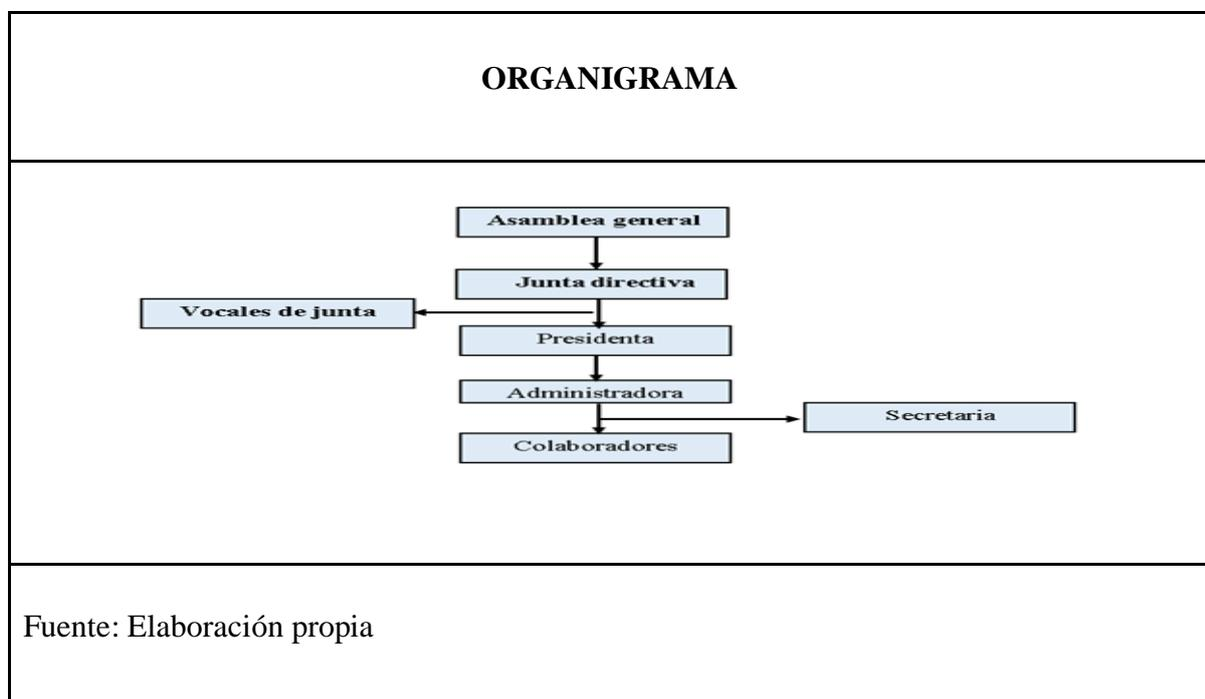 ORGANIGRAMA
Asamblea general
Junta directiva
Vocales de junta
Presidenta
Administradora
Secretaria
Colaboradores
Fuente: Elaboración propia